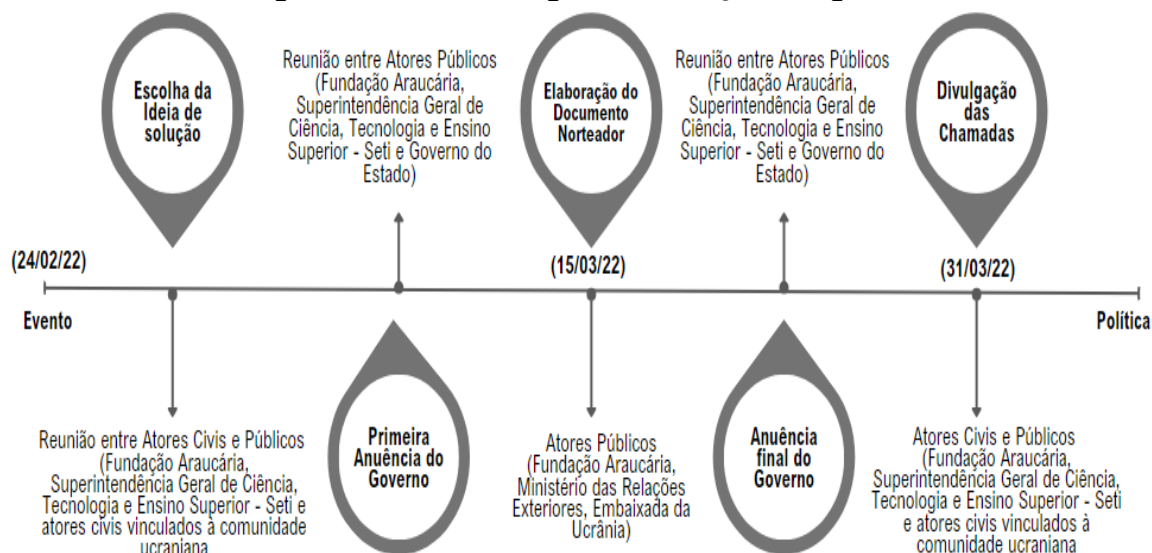 Escolha da
Ideia de
solução
Reunião entre Atores Públicos
(Fundação Araucária,
Superintendência Geral de
Ciência, Tecnologia e Ensino
Superior - Seti e Governo do
Estado)
Elaboração do
Documento
Norteador
Reunião entre Atores Públicos
(Fundação Araucária,
Superintendência Geral de
Ciência, Tecnologia e Ensino
Superior - Seti e Governo do
Estado)
Divulgação
das
Chamadas
(24/02/22)
(15/03/22)
(31/03/22)
Evento
Política
Reunião entre Atores Civis e Públicos
(Fundação Araucária,
Superintendência Geral de Ciência,
Tecnologia e Ensino Superior - Seti e
atores civis vinculados à comunidade
ucraniana
Primeira
Anuência do
Governo
Atores Públicos
(Fundação Araucária,
Ministério das Relações
Exteriores, Embaixada da
Ucrânia)
Anuência
final do
Governo
Atores Civis e Públicos
(Fundação Araucária,
Superintendência Geral de Ciência,
Tecnologia e Ensino Superior - Seti
e atores civis vinculados à
comunidade ucraniana